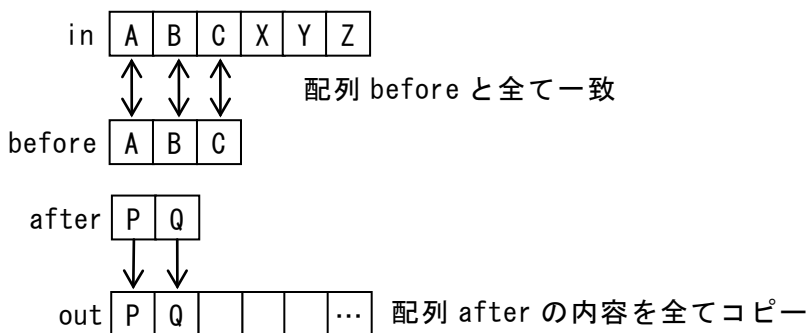 in A B C X Y Z
配列 before と全て一致
before A B C
after P Q
out P Q … 配列 after の内容を全てコピー